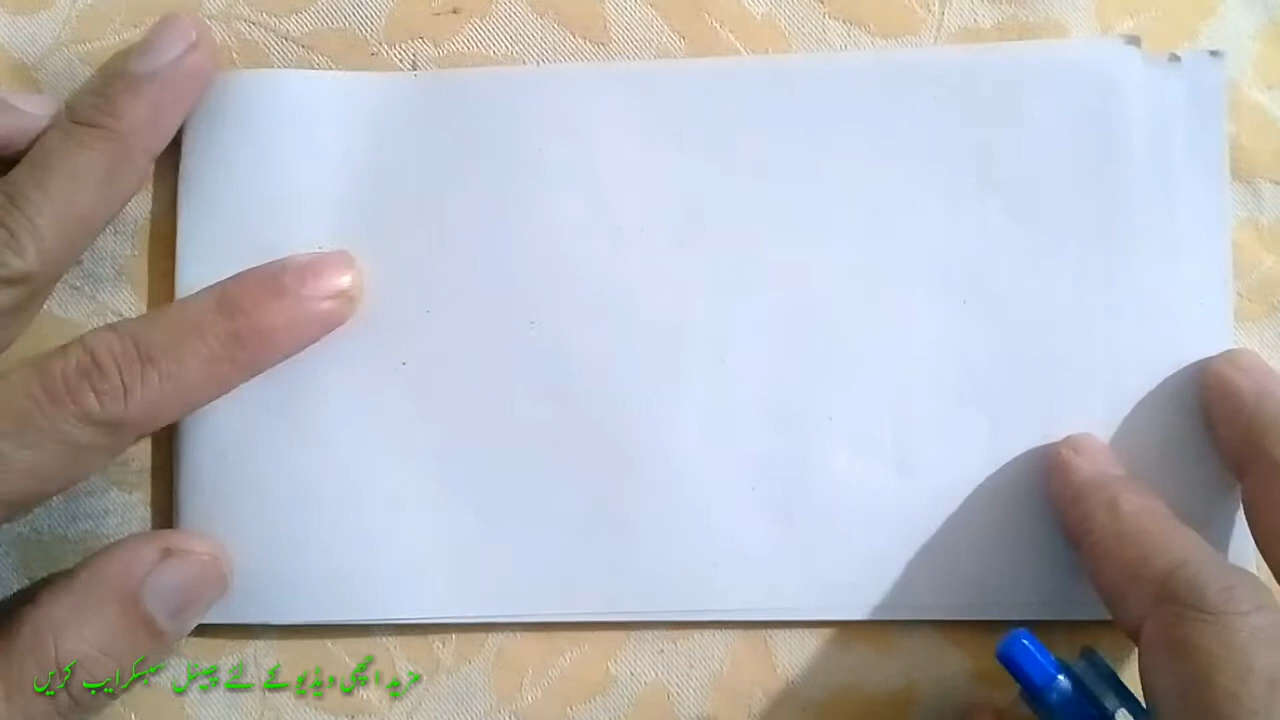 مزید اچھی ویڈیو کے لئے چینل سبسکرایب کریں